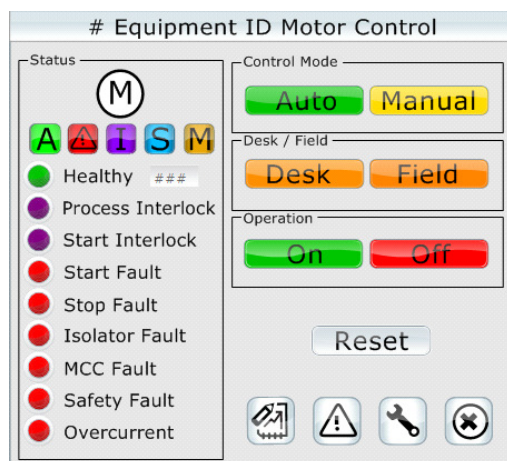 # Equipment ID Motor Control
Status
M
A I S M
Healthy ###
Process Interlock
Start Interlock
Start Fault
Stop Fault
Isolator Fault
MCC Fault
Safety Fault
Overcurrent
Control Mode
Auto Manual
Desk / Field
Desk Field
Operation
On Off
Reset